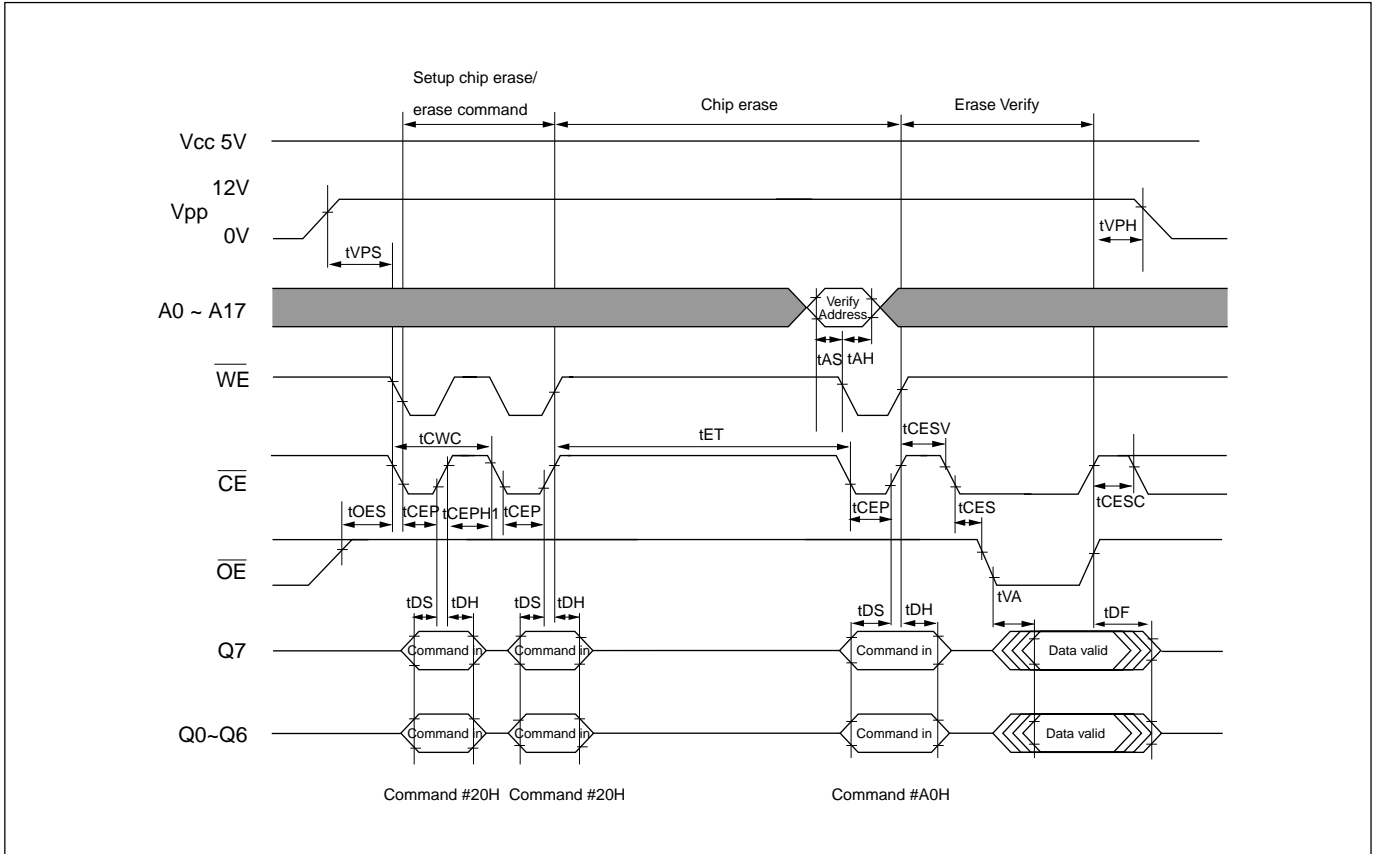 Setup chip erase/
erase command
Chip erase
Erase Verify
Vcc 5V
12V
Vpp
0V
tVPS
tVPH
A0 ~ A17
Verify
Address
tAS
tAH
WE
tCWC
tET
tCESV
CE
tOES
tCEP
tCEPH1
tCEP
tCEP
tCES
tCESC
OE
tVA
tDS
tDH
tDS
tDH
tDS
tDH
tDF
Q7
Command in
Command in
Command in
Data valid
Q0~Q6
Command in
Command in
Command in
Data valid
Command #20H
Command #20H
Command #A0H